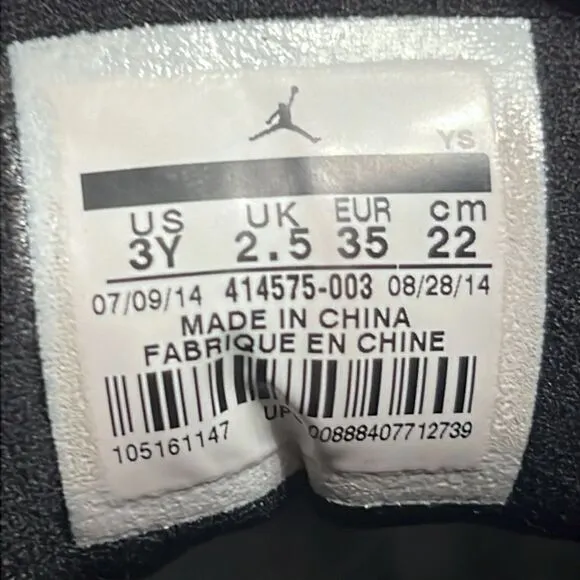 YS
US UK EUR cm
3Y 2.5 35 22
07/09/14 414575-003 08/28/14
MADE IN CHINA
FABRIQUE EN CHINE
105161147 00888407712739